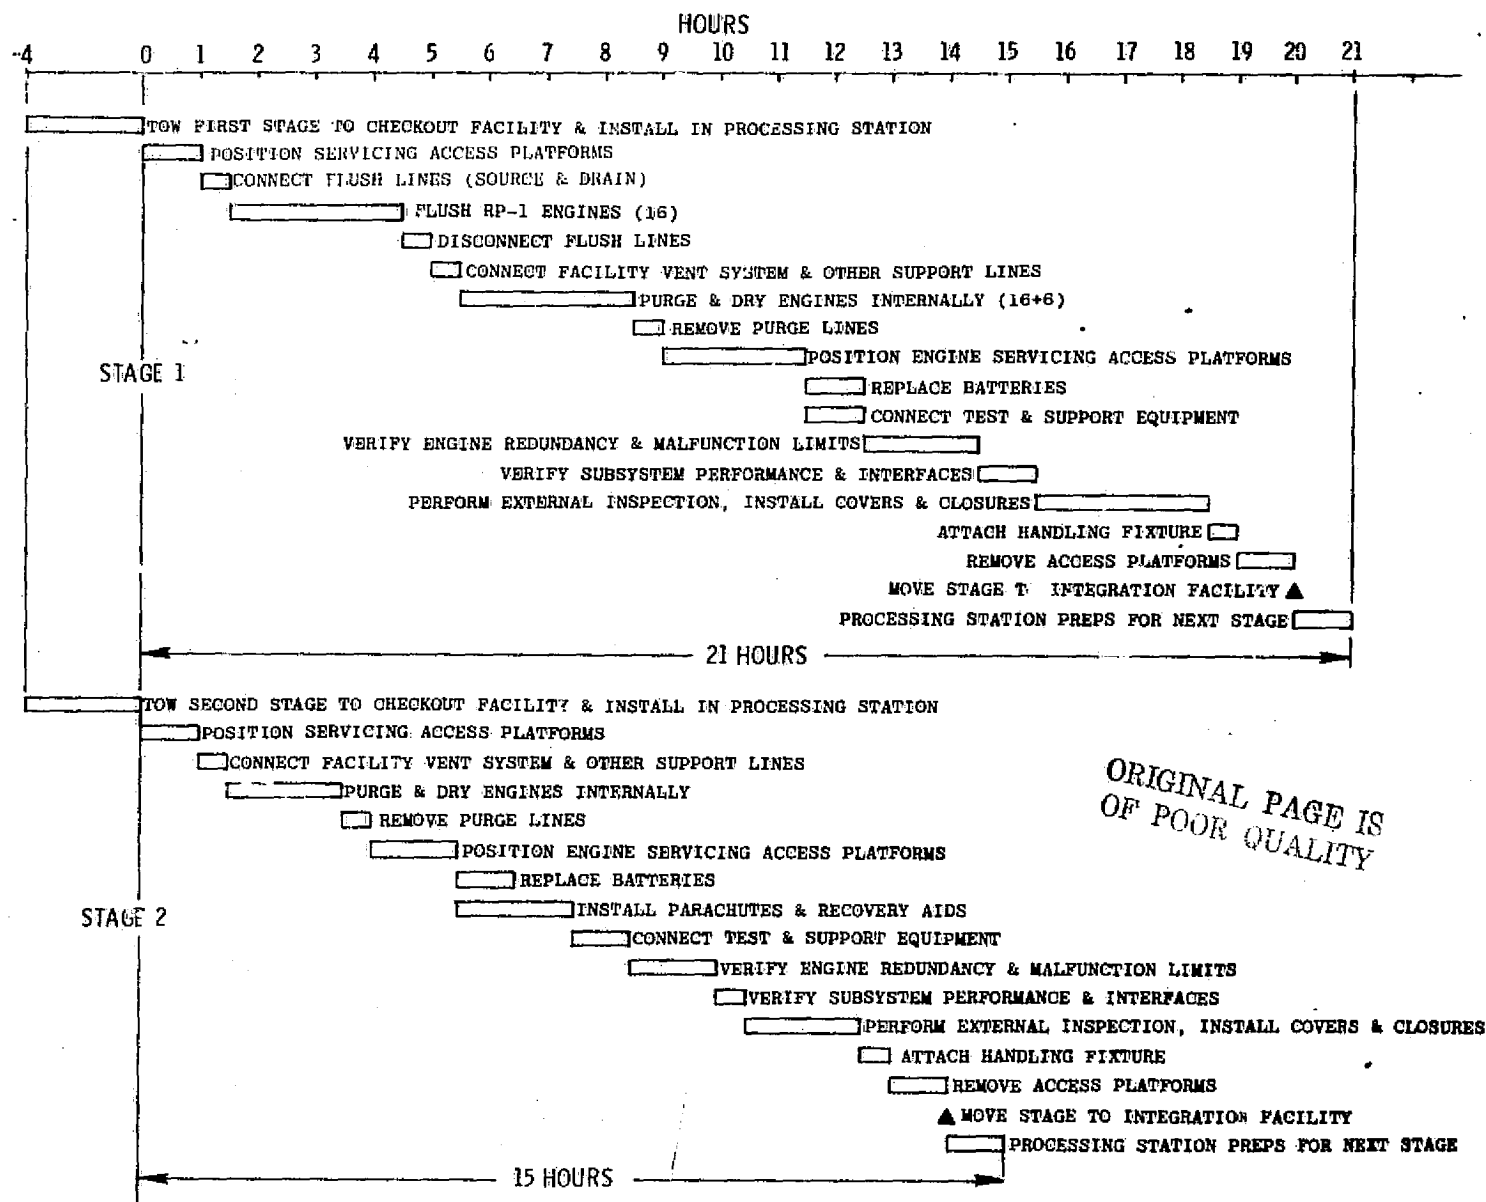 HOURS
-4 0 1 2 3 4 5 6 7 8 9 10 11 12 13 14 15 16 17 18 19 20 21
TOW FIRST STAGE TO CHECKOUT FACILITY & INSTALL IN PROCESSING STATION
POSITION SERVICING ACCESS PLATFORMS
CONNECT FLUSH LINES (SOURCE & DRAIN)
FLUSH RP-1 ENGINES (16)
DISCONNECT FLUSH LINES
CONNECT FACILITY VENT SYSTEM & OTHER SUPPORT LINES
PURGE & DRY ENGINES INTERNALLY (16+6)
REMOVE PURGE LINES
POSITION ENGINE SERVICING ACCESS PLATFORMS
STAGE 1
REPLACE BATTERIES
CONNECT TEST & SUPPORT EQUIPMENT
VERIFY ENGINE REDUNDANCY & MALFUNCTION LIMITS
VERIFY SUBSYSTEM PERFORMANCE & INTERFACES
PERFORM EXTERNAL INSPECTION, INSTALL COVERS & CLOSURES
ATTACH HANDLING FIXTURE
REMOVE ACCESS PLATFORMS
MOVE STAGE T INTEGRATION FACILITY
PROCESSING STATION PREPS FOR NEXT STAGE
21 HOURS
TOW SECOND STAGE TO CHECKOUT FACILITY & INSTALL IN PROCESSING STATION
POSITION SERVICING ACCESS PLATFORMS
CONNECT FACILITY VENT SYSTEM & OTHER SUPPORT LINES
PURGE & DRY ENGINES INTERNALLY
REMOVE PURGE LINES
POSITION ENGINE SERVICING ACCESS PLATFORMS
REPLACE BATTERIES
STAGE 2
INSTALL PARACHUTES & RECOVERY AIDS
CONNECT TEST & SUPPORT EQUIPMENT
VERIFY ENGINE REDUNDANCY & MALFUNCTION LIMITS
VERIFY SUBSYSTEM PERFORMANCE & INTERFACES
PERFORM EXTERNAL INSPECTION, INSTALL COVERS & CLOSURES
ATTACH HANDLING FIXTURE
REMOVE ACCESS PLATFORMS
MOVE STAGE TO INTEGRATION FACILITY
PROCESSING STATION PREPS FOR NEXT STAGE
15 HOURS
ORIGINAL PAGE IS
OF POOR QUALITY